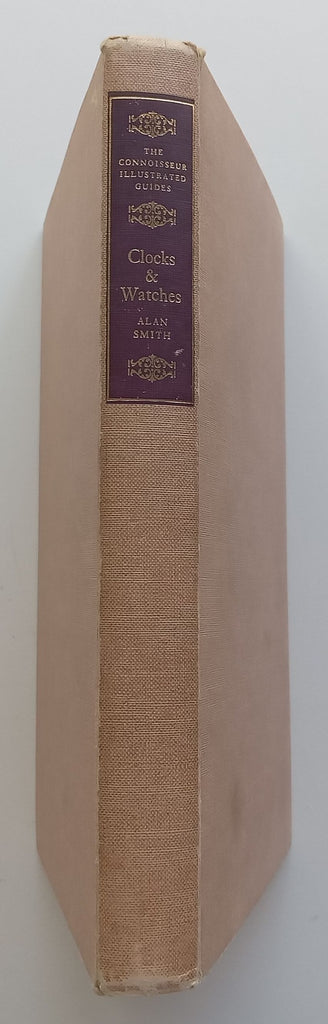 THE
CONNOISSEUR
ILLUSTRATED
GUIDES
Clocks
&
Watches
ALAN
SMITH